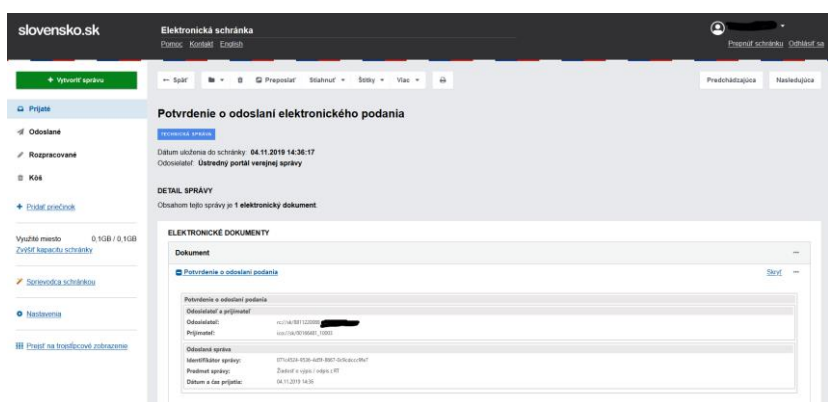 slovensko.sk
Elektronická schránka
Pomoc Kontakt English
Prepnúť schránku Odhlásiť sa
+ Vytvoriť správu
← Späť
Preposlať
Stiahnuť
Štítky
Viac
Predchádzajúca
Nasledujúca
Prijaté
Odoslané
Rozpracované
Kôš
+ Pridať priečinok
Využité miesto 0,1GB / 0,1GB
Zvýšiť kapacitu schránky
Sprievodca schránkou
Nastavenia
Prejsť na trojstĺpcové zobrazenie
Potvrdenie o odoslaní elektronického podania
TECHNICKÁ SPRÁVA
Dátum uloženia do schránky: 04.11.2019 14:36:17
Odosielateľ: Ústredný portál verejnej správy
DETAIL SPRÁVY
Obsahom tejto správy je 1 elektronický dokument.
ELEKTRONICKÉ DOKUMENTY
Dokument
Potvrdenie o odoslaní podania
Skryť
Potvrdenie o odoslaní podania
Odosielateľ a prijímateľ
Odosielateľ:
Prijímateľ:
Odoslaná správa
Identifikátor správy:
Predmet správy: Žiadosť o výpis / odpis z RT
Dátum a čas prijatia: 04.11.2019 14:36